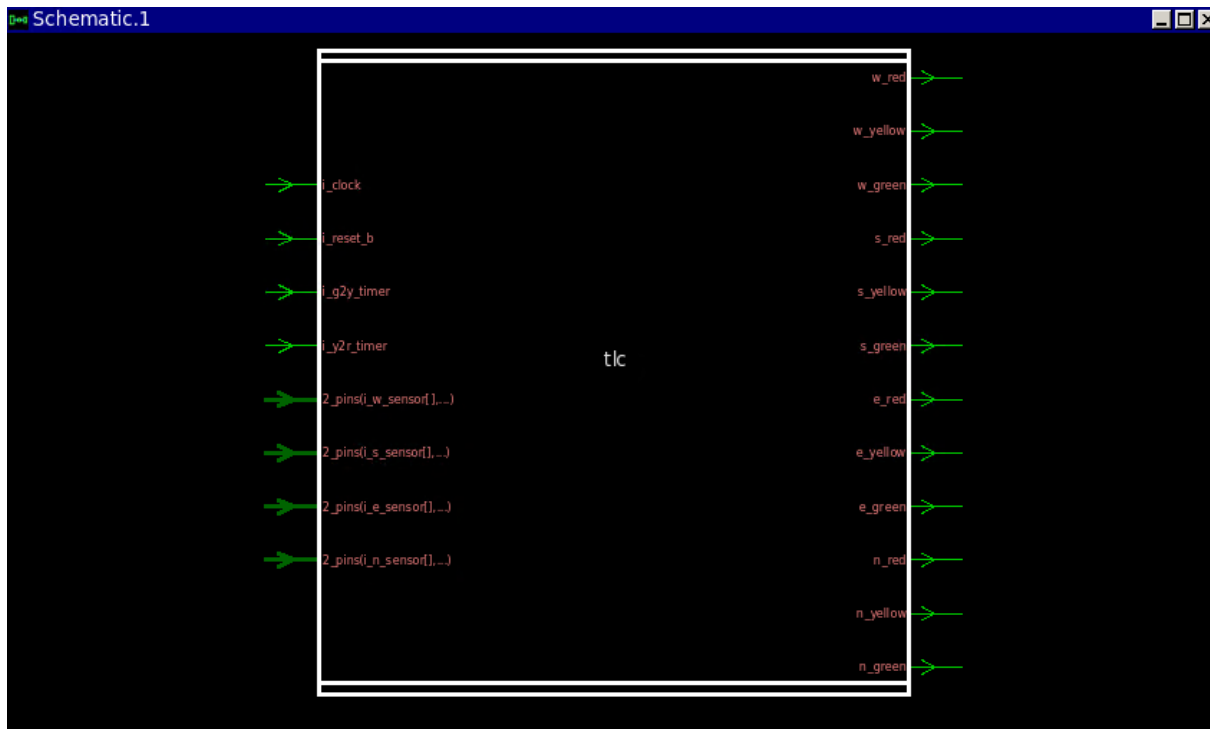 Schematic.1
w_red
w_yellow
i_clock
w_green
i_reset_b
s_red
i_g2y_timer
s_yellow
i_y2r_timer
s_green
tlc
2_pins(i_w_sensor[],...)
e_red
2_pins(i_s_sensor[],...)
e_yellow
2_pins(i_e_sensor[],...)
e_green
2_pins(i_n_sensor[],...)
n_red
n_yellow
n_green